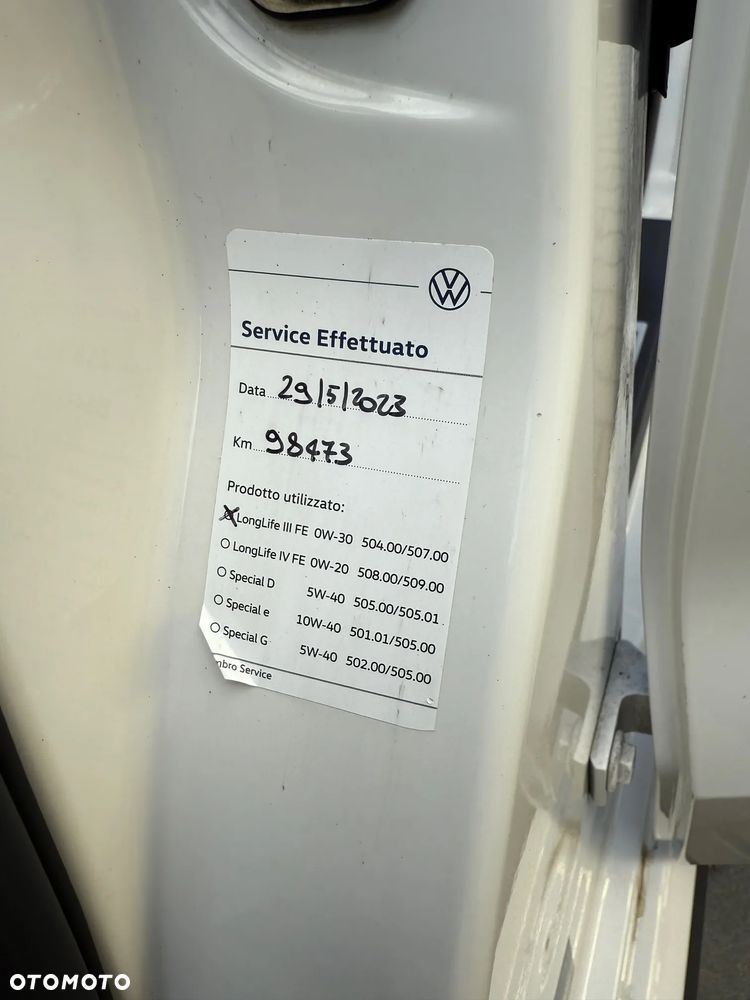 Service Effettuato
Data 29/5/2023
Km 98473
Prodotto utilizzato:
LongLife III FE 0W-30 504.00/507.00
LongLife IV FE 0W-20 508.00/509.00
Special D 5W-40 505.00/505.01
Special e 10W-40 501.01/505.00
Special G 5W-40 502.00/505.00
Service
OTOMOTO